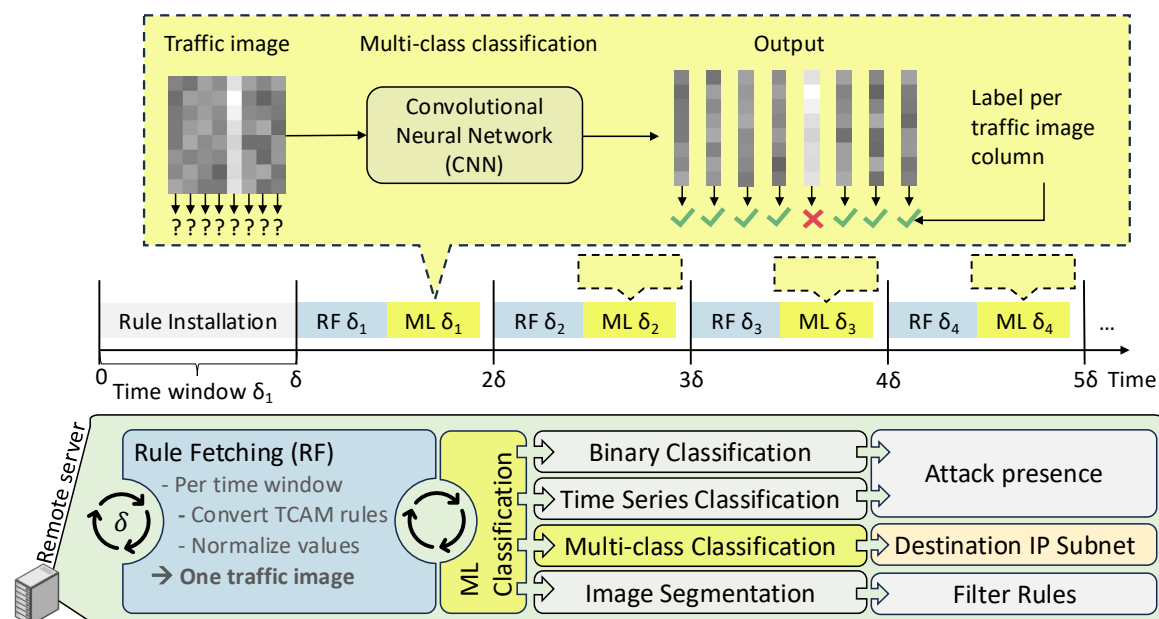 Traffic image
Multi-class classification
Output
Convolutional
Neural Network
(CNN)
Label per
traffic image
column
? ? ? ? ? ? ? ?
Rule Installation
RF δ1
ML δ1
RF δ2
ML δ2
RF δ3
ML δ3
RF δ4
ML δ4
...
0
δ
2δ
3δ
4δ
5δ
Time
Time window δ1
Remote server
Rule Fetching (RF)
- Per time window
- Convert TCAM rules
- Normalize values
→ One traffic image
δ
ML
Classification
Binary Classification
Time Series Classification
Multi-class Classification
Image Segmentation
Attack presence
Destination IP Subnet
Filter Rules